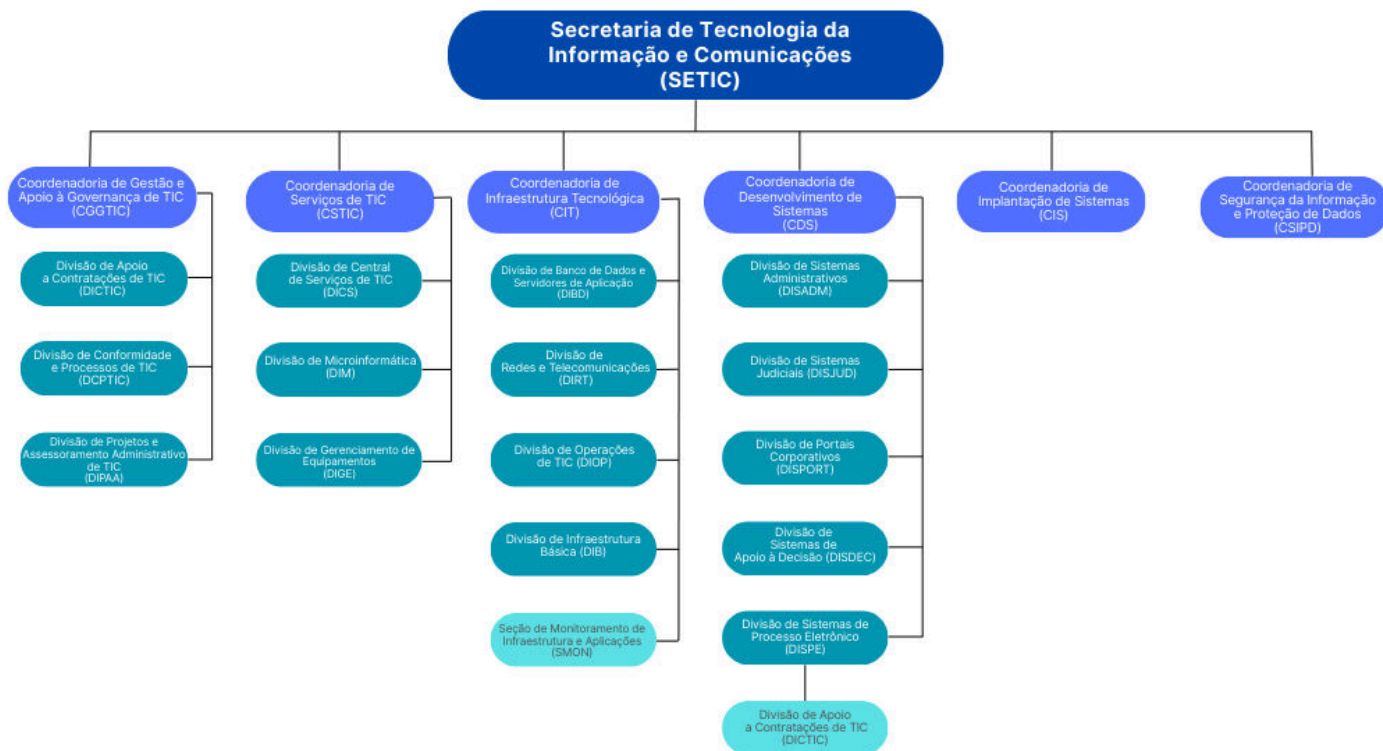 Secretaria de Tecnologia da
Informação e Comunicações
(SETIC)
Coordenadoria de Gestão e
Apoio à Governança de TIC
(CGGTIC)
Divisão de Apoio
a Contratações de TIC
(DICTIC)
Divisão de Conformidade
e Processos de TIC
(DCPTIC)
Divisão de Projetos e
Assessoramento Administrativo
de TIC
(DIPAA)
Coordenadoria de
Serviços de TIC
(CSTIC)
Divisão de Central
de Serviços de TIC
(DICS)
Divisão de Microinformática
(DIM)
Divisão de Gerenciamento de
Equipamentos
(DIGE)
Coordenadoria de
Infraestrutura Tecnológica
(CIT)
Divisão de Banco de Dados e
Servidores de Aplicação
(DIBD)
Divisão de
Redes e Telecomunicações
(DIRT)
Divisão de Operações
de TIC (DIOP)
Divisão de Infraestrutura
Básica (DIB)
Seção de Monitoramento de
Infraestrutura e Aplicações
(SMON)
Coordenadoria de
Desenvolvimento de
Sistemas
(CDS)
Divisão de Sistemas
Administrativos
(DISADM)
Divisão de Sistemas
Judiciais (DISJUD)
Divisão de Portais
Corporativos
(DISPORT)
Divisão de
Sistemas de
Apoio à Decisão (DISDEC)
Divisão de Sistemas de
Processo Eletrônico
(DISPE)
Divisão de Apoio
a Contratações de TIC
(DICTIC)
Coordenadoria de
Implantação de Sistemas
(CIS)
Coordenadoria de
Segurança da Informação
e Proteção de Dados
(CSIPD)